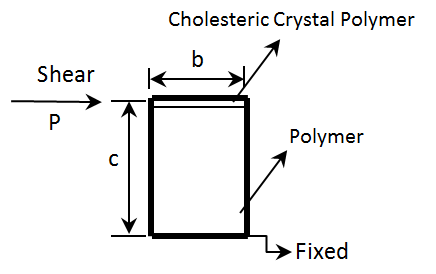 Cholesteric Crystal Polymer
b
Shear
P
Polymer
c
Fixed